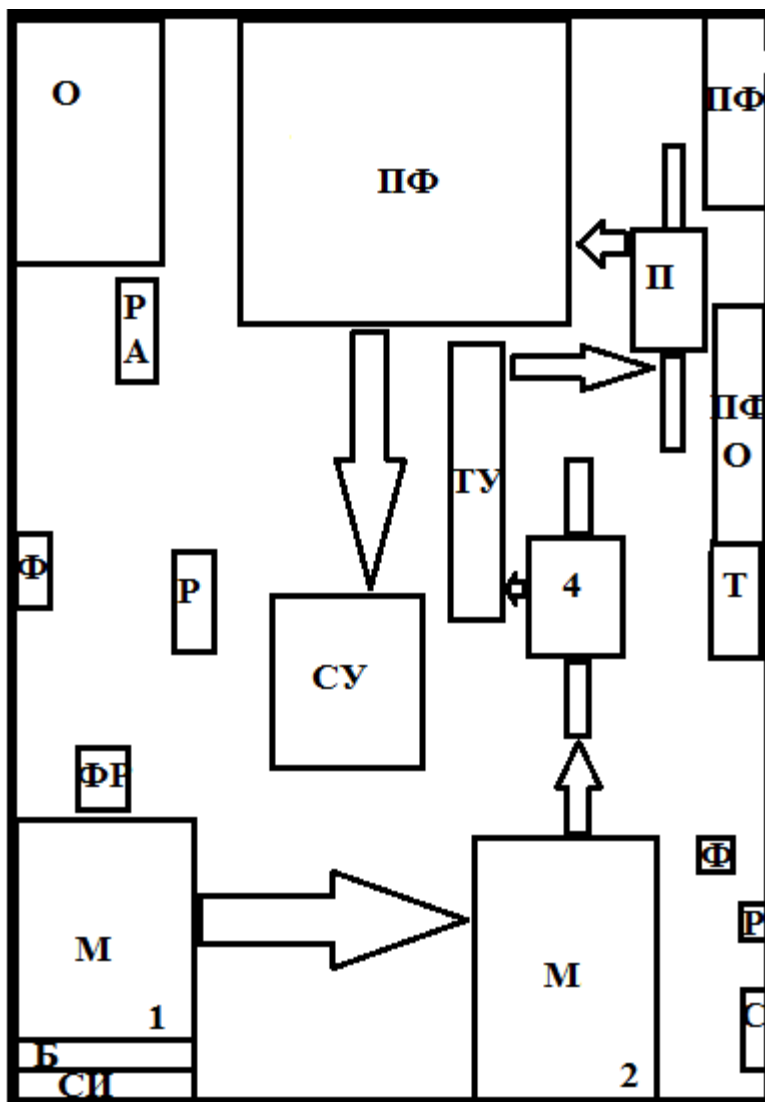 О
ПФ
ПФ
П
Р
А
ПФ
О
ТУ
Ф
Р
4
Т
СУ
ФР
Ф
Р
М
1
М
2
С
Б
СИ